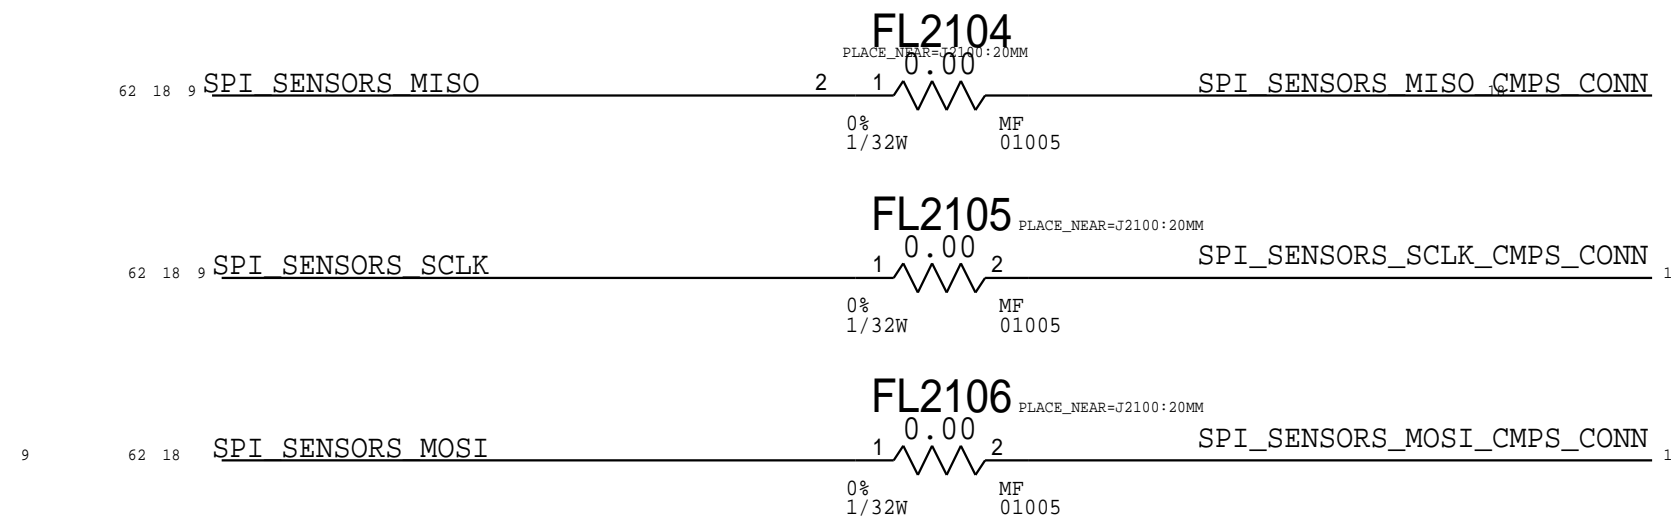 FL2104
PLACE_NEAR=J2100:20MM
0.00
62 18 9 SPI_SENSORS_MISO 2 1 SPI_SENSORS_MISO_CMPS_CONN 18
0% MF
1/32W 01005
FL2105 PLACE_NEAR=J2100:20MM
0.00
62 18 9 SPI_SENSORS_SCLK 1 2 SPI_SENSORS_SCLK_CMPS_CONN 1
0% MF
1/32W 01005
FL2106 PLACE_NEAR=J2100:20MM
0.00
9 62 18 SPI_SENSORS_MOSI 1 2 SPI_SENSORS_MOSI_CMPS_CONN 1
0% MF
1/32W 01005